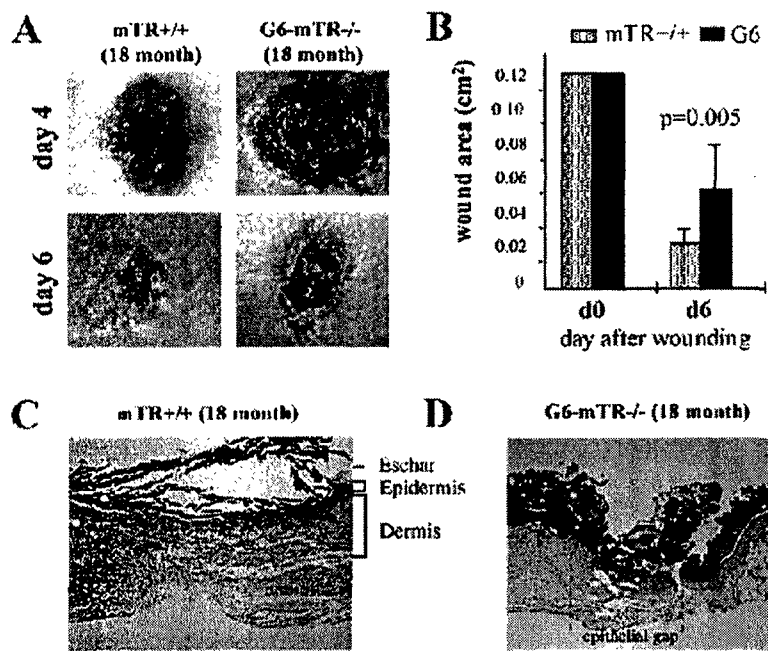 A
mTR+/+
(18 month)
G6-mTR-/-
(18 month)
day 4
day 6
B
mTR-/+ G6
wound area (cm²)
0.12
0.10
0.08
0.06
0.04
0.02
0
p=0.005
d0
d6
day after wounding
C
mTR+/+ (18 month)
Eschar
Epidermis
Dermis
D
G6-mTR-/- (18 month)
epithelial gap